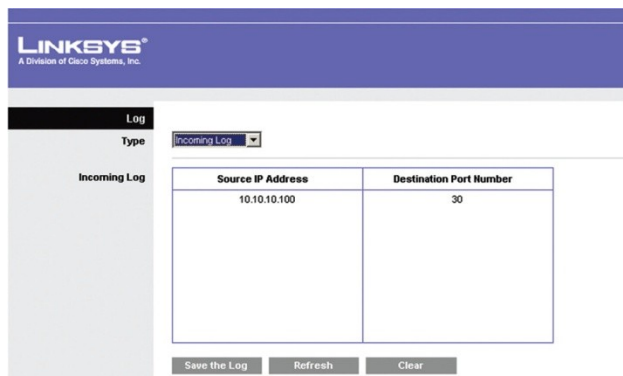 LINKSYS®
A Division of Cisco Systems, Inc.
Log
Type
Incoming Log
Incoming Log
Source IP Address Destination Port Number
10.10.10.100 30
Save the Log Refresh Clear